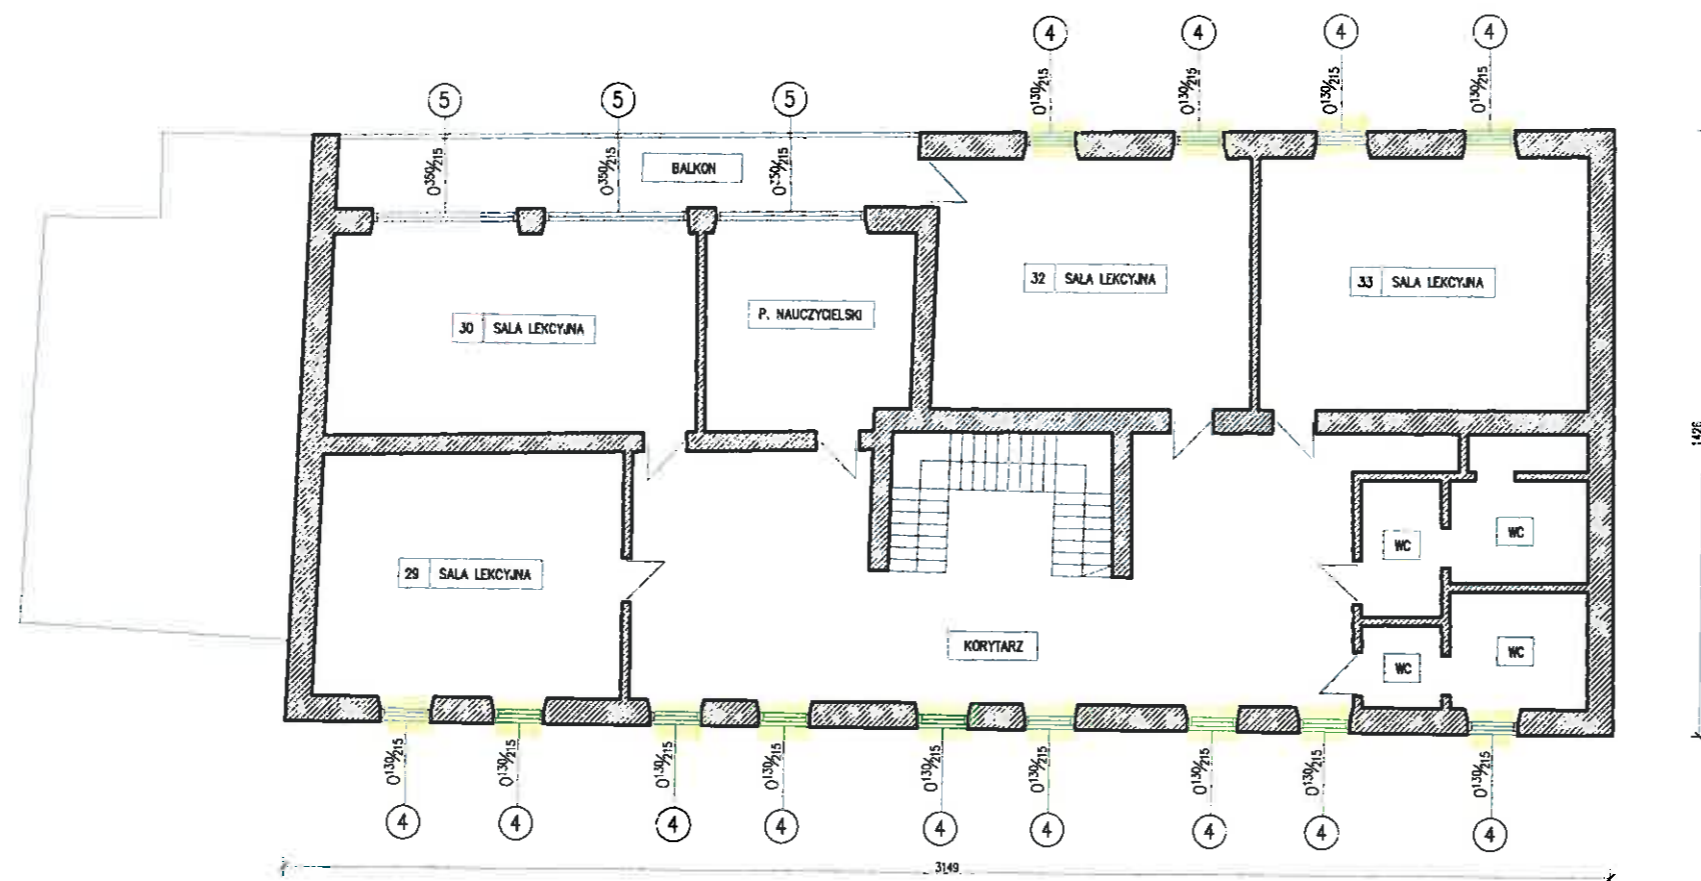 4 4 4 4
5 5 5
O130/215 O130/215 O130/215 O130/215
O350/215 O350/215 O350/215
BALKON
32 SALA LEKCYJNA
33 SALA LEKCYJNA
30 SALA LEKCYJNA
P. NAUCZYCIELSKI
1426
WC
WC
29 SALA LEKCYJNA
KORYTARZ
WC
WC
O130/215 O130/215 O130/215 O130/215 O130/215 O130/215 O130/215 O130/215 O130/215
4 4 4 4 4 4 4 4 4
3149